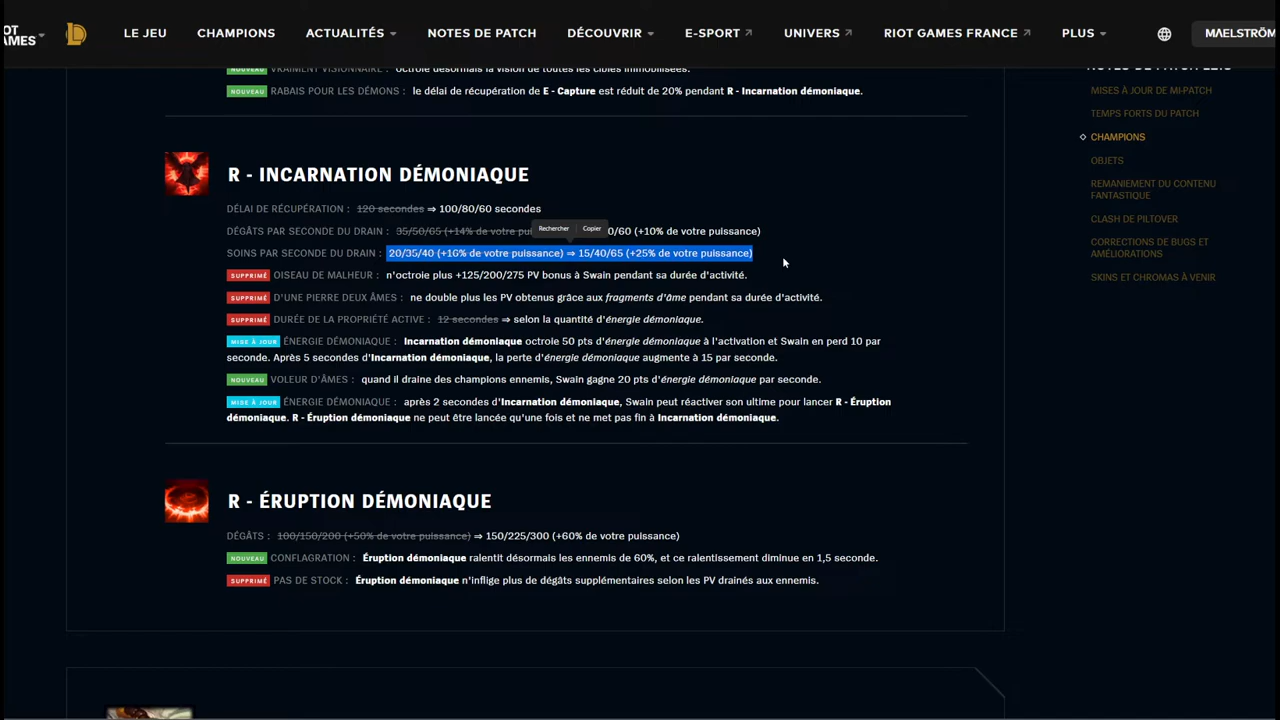 LE JEU CHAMPIONS ACTUALITÉS NOTES DE PATCH DÉCOUVRIR E-SPORT UNIVERS RIOT GAMES FRANCE PLUS MAELSTRÖM
VRAIMENT VISIONNAIRE : octroie désormais la vision de toutes les cibles immobilisées.
NOUVEAU RABAIS POUR LES DÉMONS : le délai de récupération de E - Capture est réduit de 20% pendant R - Incarnation démoniaque.
R - INCARNATION DÉMONIAQUE
DÉLAI DE RÉCUPÉRATION : 120 secondes ⇒ 100/80/60 secondes
DÉGÂTS PAR SECONDE DU DRAIN : 35/50/65 (+14% de votre pui 0/60 (+10% de votre puissance)
Rechercher Copier
SOINS PAR SECONDE DU DRAIN : 20/35/40 (+16% de votre puissance) ⇒ 15/40/65 (+25% de votre puissance)
SUPPRIMÉ OISEAU DE MALHEUR : n'octroie plus +125/200/275 PV bonus à Swain pendant sa durée d'activité.
SUPPRIMÉ D'UNE PIERRE DEUX ÂMES : ne double plus les PV obtenus grâce aux fragments d'âme pendant sa durée d'activité.
SUPPRIMÉ DURÉE DE LA PROPRIÉTÉ ACTIVE : 12 secondes ⇒ selon la quantité d'énergie démoniaque.
MISE À JOUR ÉNERGIE DÉMONIAQUE : Incarnation démoniaque octroie 50 pts d'énergie démoniaque à l'activation et Swain en perd 10 par
seconde. Après 5 secondes d'Incarnation démoniaque, la perte d'énergie démoniaque augmente à 15 par seconde.
NOUVEAU VOLEUR D'ÂMES : quand il draine des champions ennemis, Swain gagne 20 pts d'énergie démoniaque par seconde.
MISE À JOUR ÉNERGIE DÉMONIAQUE : après 2 secondes d'Incarnation démoniaque, Swain peut réactiver son ultime pour lancer R - Éruption
démoniaque. R - Éruption démoniaque ne peut être lancée qu'une fois et ne met pas fin à Incarnation démoniaque.
R - ÉRUPTION DÉMONIAQUE
DÉGÂTS : 100/150/200 (+50% de votre puissance) ⇒ 150/225/300 (+60% de votre puissance)
NOUVEAU CONFLAGRATION : Éruption démoniaque ralentit désormais les ennemis de 60%, et ce ralentissement diminue en 1,5 seconde.
SUPPRIMÉ PAS DE STOCK : Éruption démoniaque n'inflige plus de dégâts supplémentaires selon les PV drainés aux ennemis.
MISES À JOUR DE MI-PATCH
TEMPS FORTS DU PATCH
CHAMPIONS
OBJETS
REMANIEMENT DU CONTENU
FANTASTIQUE
CLASH DE PILTOVER
CORRECTIONS DE BUGS ET
AMÉLIORATIONS
SKINS ET CHROMAS À VENIR